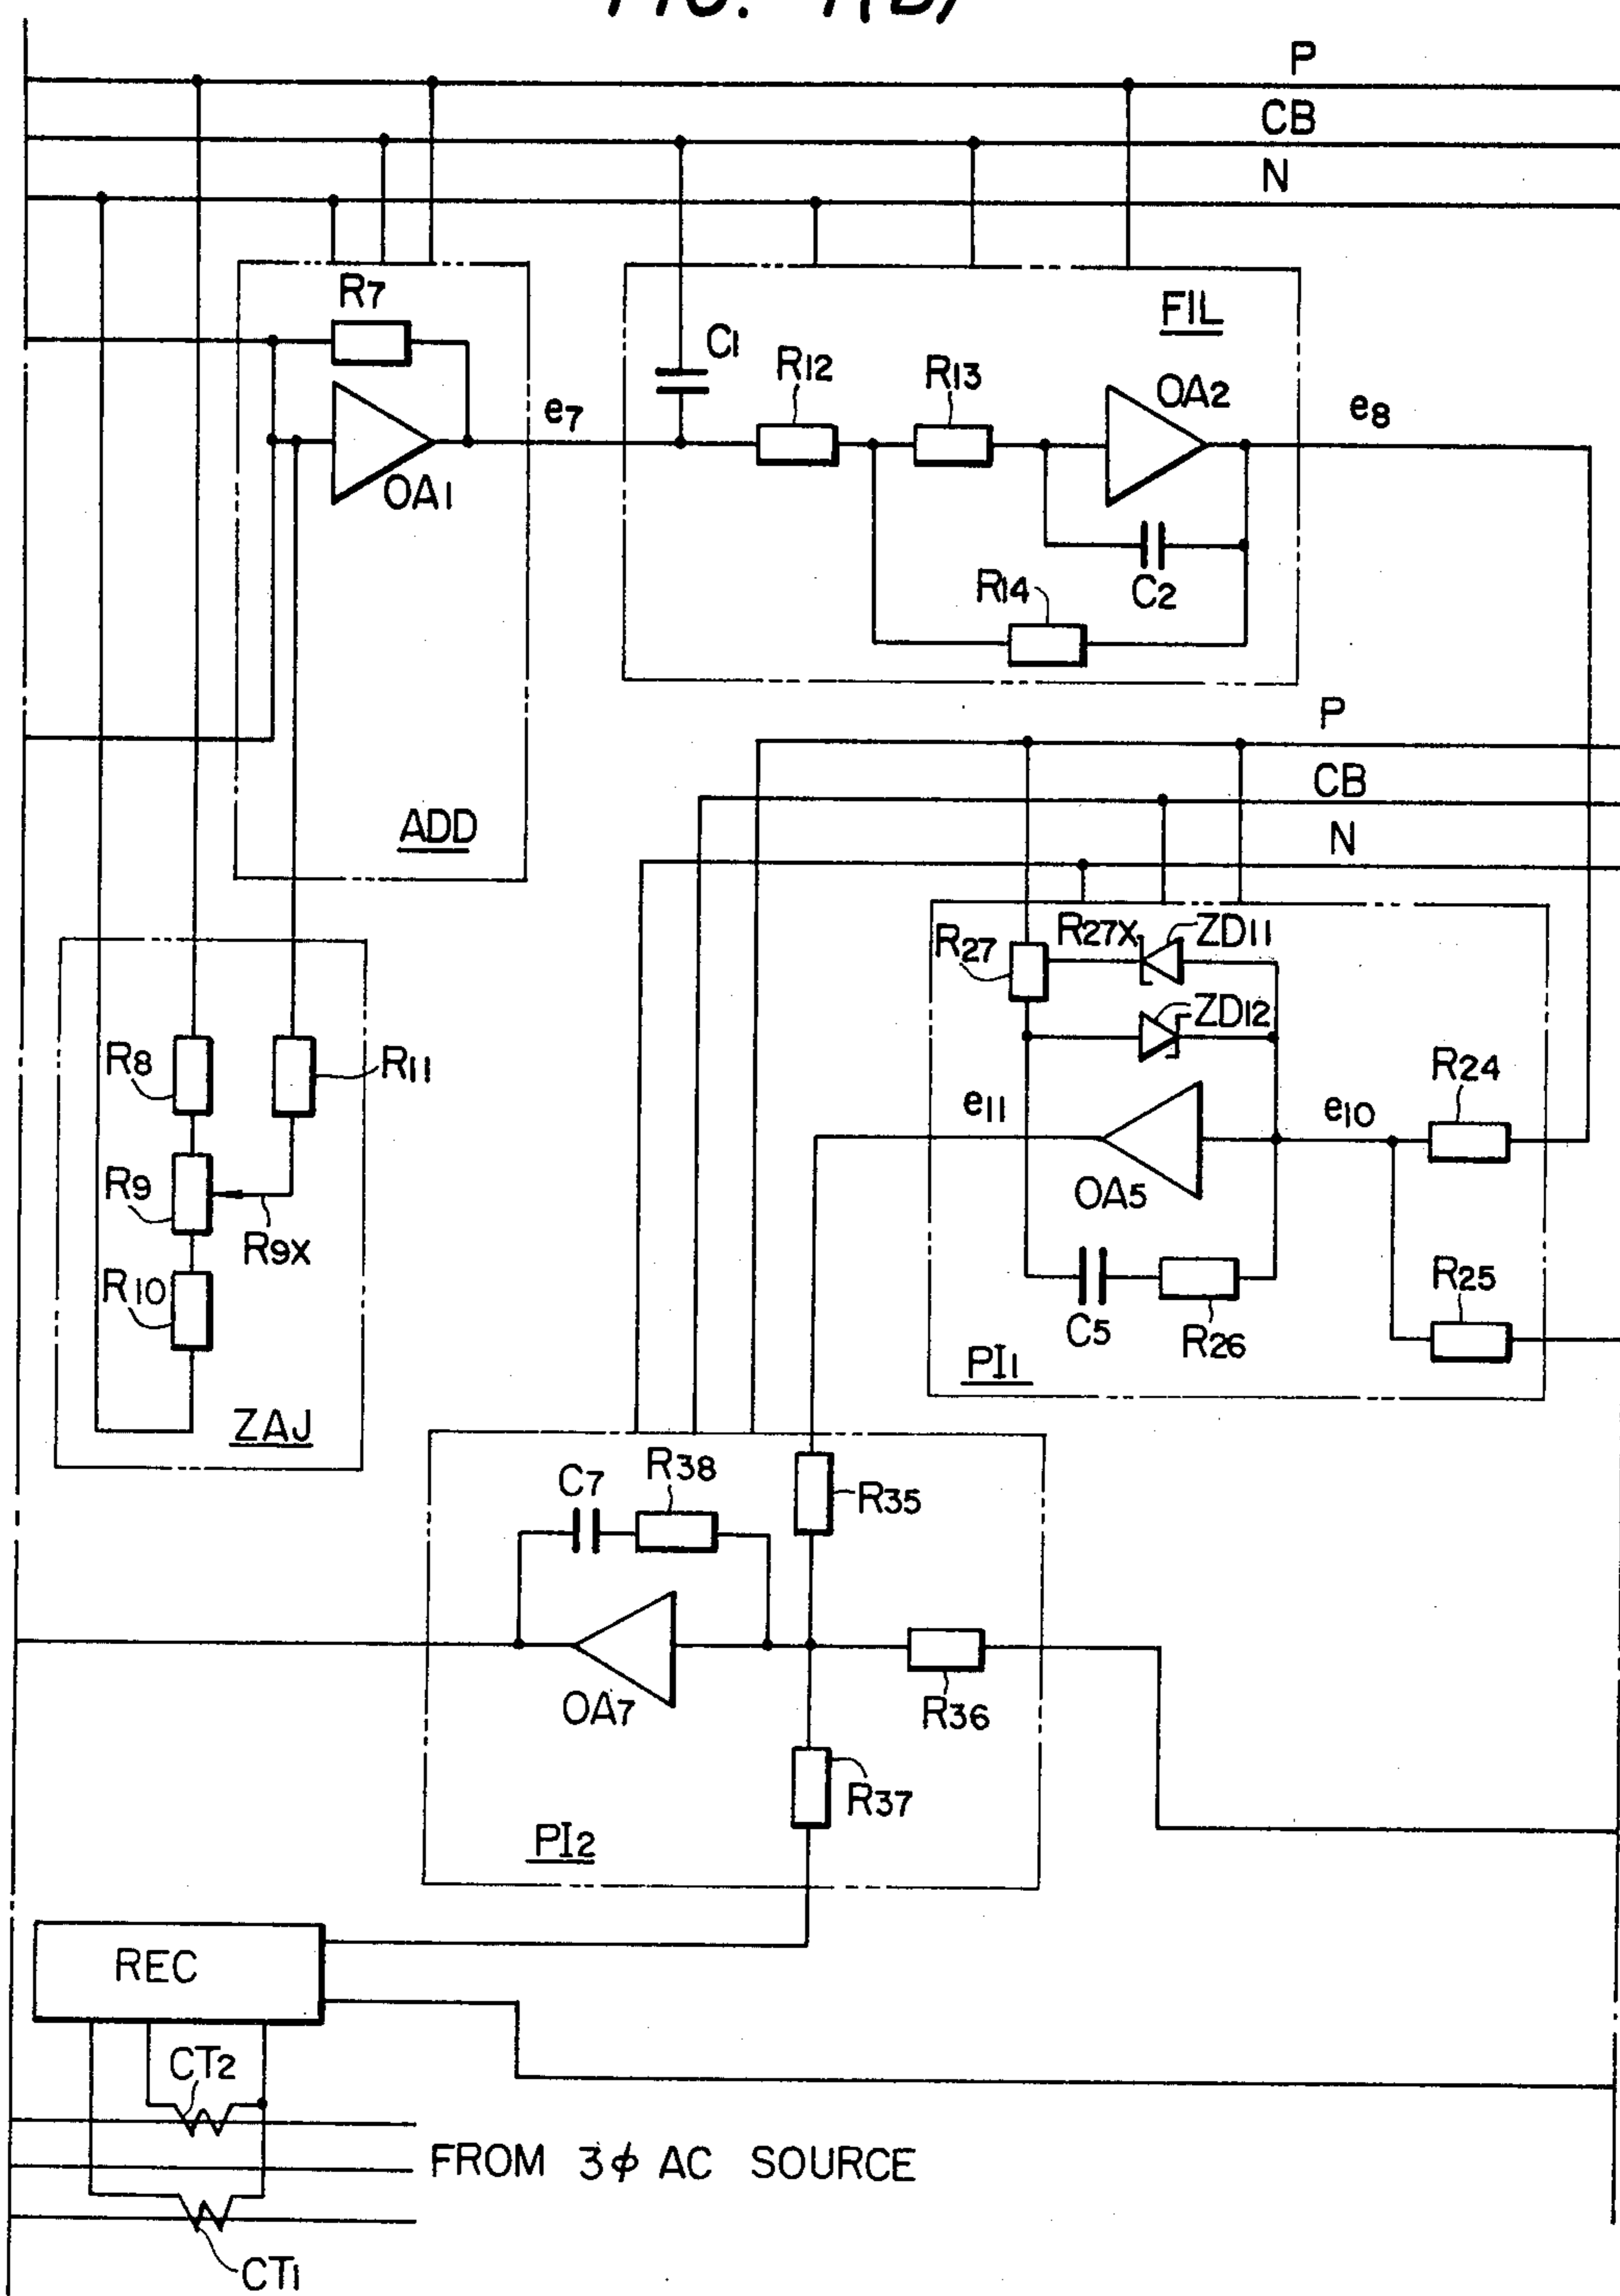 FIG. 4(B)
P
CB
N
R7
OA1
e7
ADD
C1
FIL
R12
R13
OA2
C2
R14
e8
P
CB
N
R8
R11
R9
R9X
R10
ZAJ
R27
R27X
ZD11
ZD12
R24
e11
e10
OA5
C5
R26
R25
PI1
C7
R38
R35
OA7
R36
R37
PI2
REC
CT2
FROM 3φ AC SOURCE
CT1